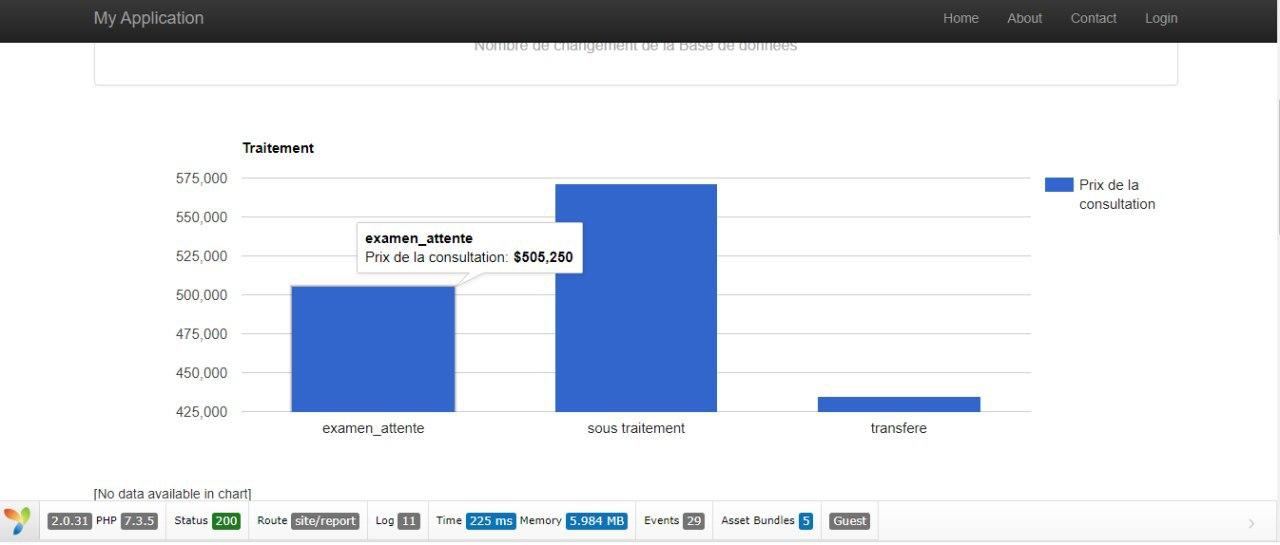 My Application Home About Contact Login
Nombre de changement de la Base de données
Traitement
575,000
550,000
525,000
500,000
475,000
450,000
425,000
examen_attente
Prix de la consultation: $505,250
Prix de la
consultation
examen_attente sous traitement transfere
[No data available in chart]
2.0.31 PHP 7.3.5 Status 200 Route site/report Log 11 Time 225 ms Memory 5.984 MB Events 29 Asset Bundles 5 Guest